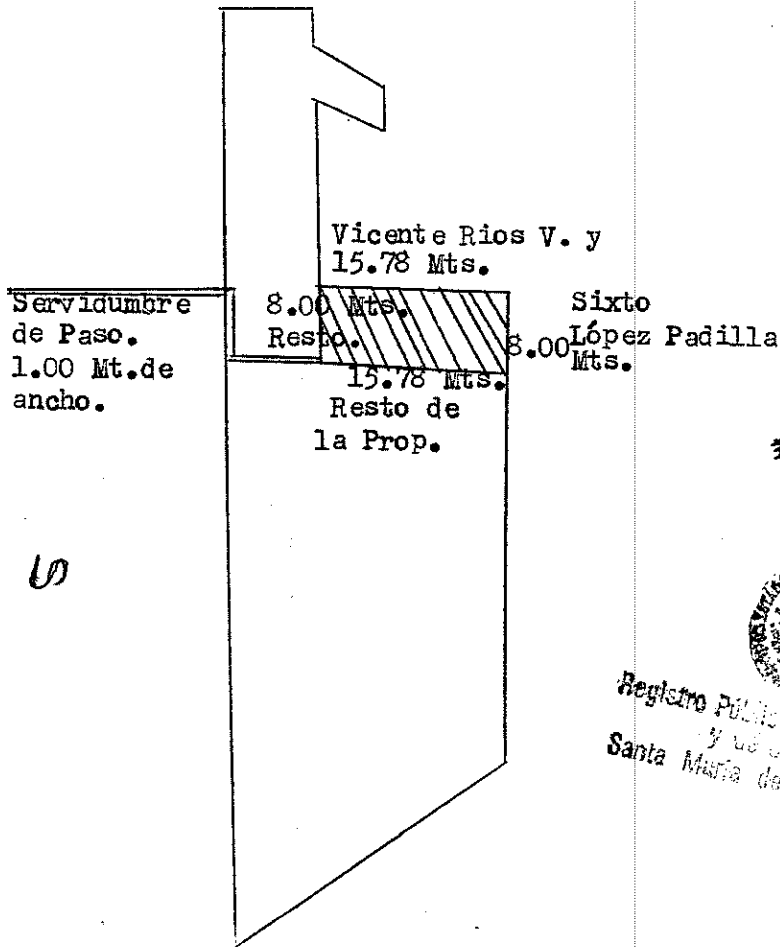 Vicente Rios V. y
15.78 Mts.
Servidumbre
de Paso.
1.00 Mt.de
ancho.
8.00 Mts.
Resto.
8.00
Mts.
Sixto
López Padilla
15.78 Mts.
Resto de
la Prop.
S
Registro
y
Santa María de